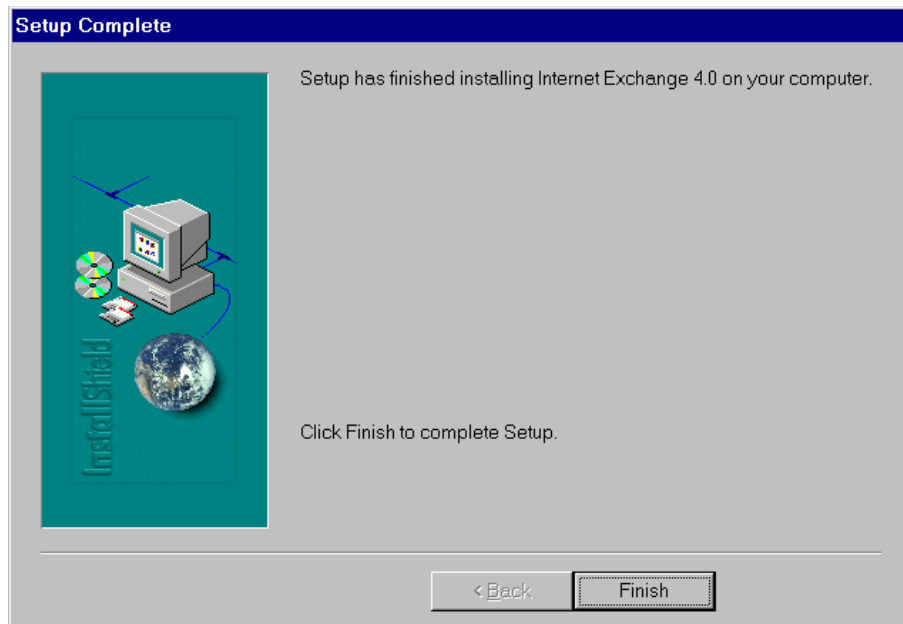 Setup Complete
Setup has finished installing Internet Exchange 4.0 on your computer.
InstallShield
Click Finish to complete Setup.
< Back
Finish